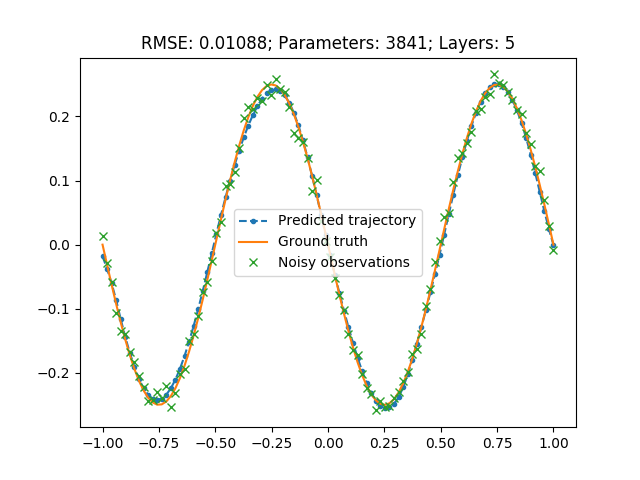 RMSE: 0.01088; Parameters: 3841; Layers: 5
0.2
0.1
0.0
−0.1
−0.2
Predicted trajectory
Ground truth
Noisy observations
−1.00 −0.75 −0.50 −0.25 0.00 0.25 0.50 0.75 1.00